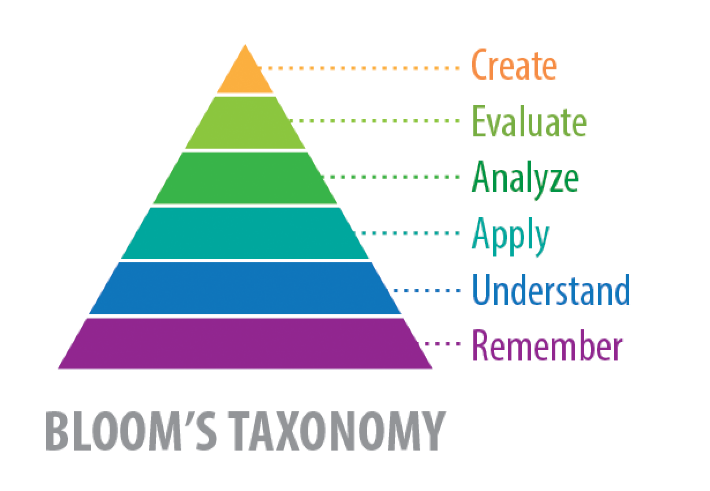 Create
Evaluate
Analyze
Apply
Understand
Remember
BLOOM’S TAXONOMY